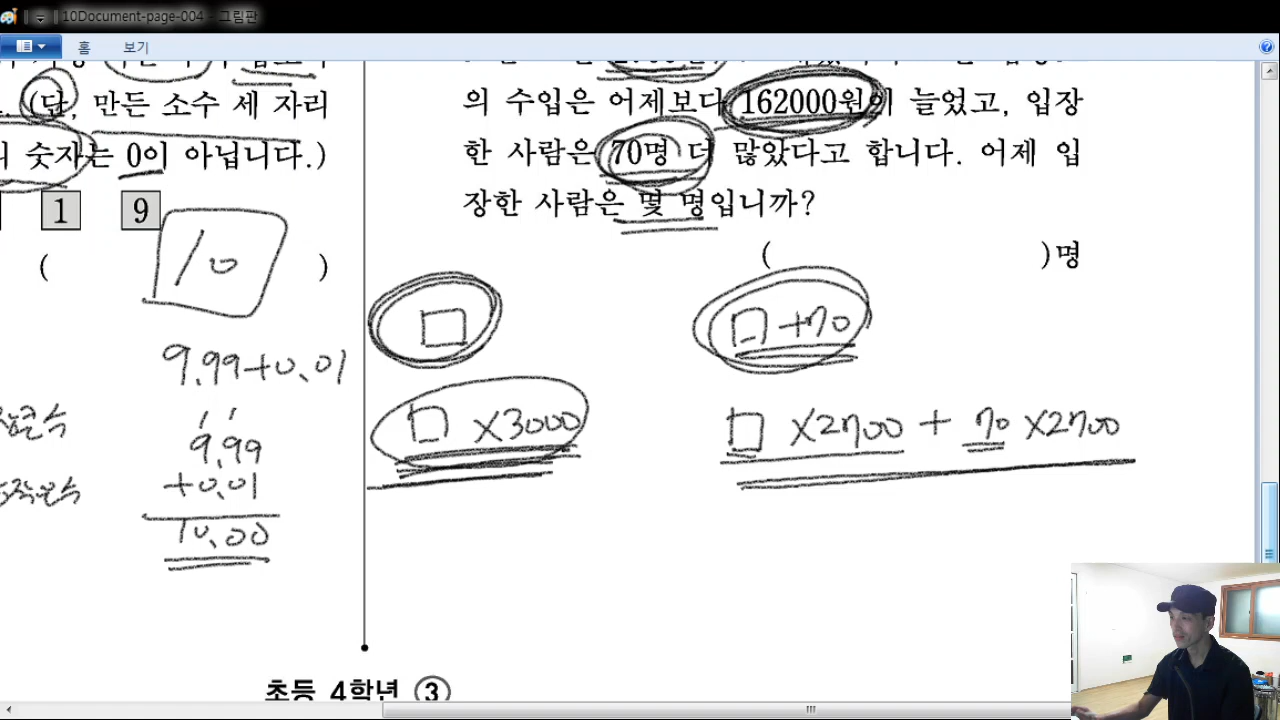 10Document-page-004 - 그림판
홈 보기
(단, 만든 소수 세 자리
숫자는 0이 아닙니다.)
1 9
( 10 )
9.99+0.01
9.99
+0.01
10.00
의 수입은 어제보다 162000원이 늘었고, 입장
한 사람은 70명 더 많았다고 합니다. 어제 입
장한 사람은 몇 명입니까?
( )명
□ □+70
□×3000 □×2700+70×2700
초등 4학년 ③